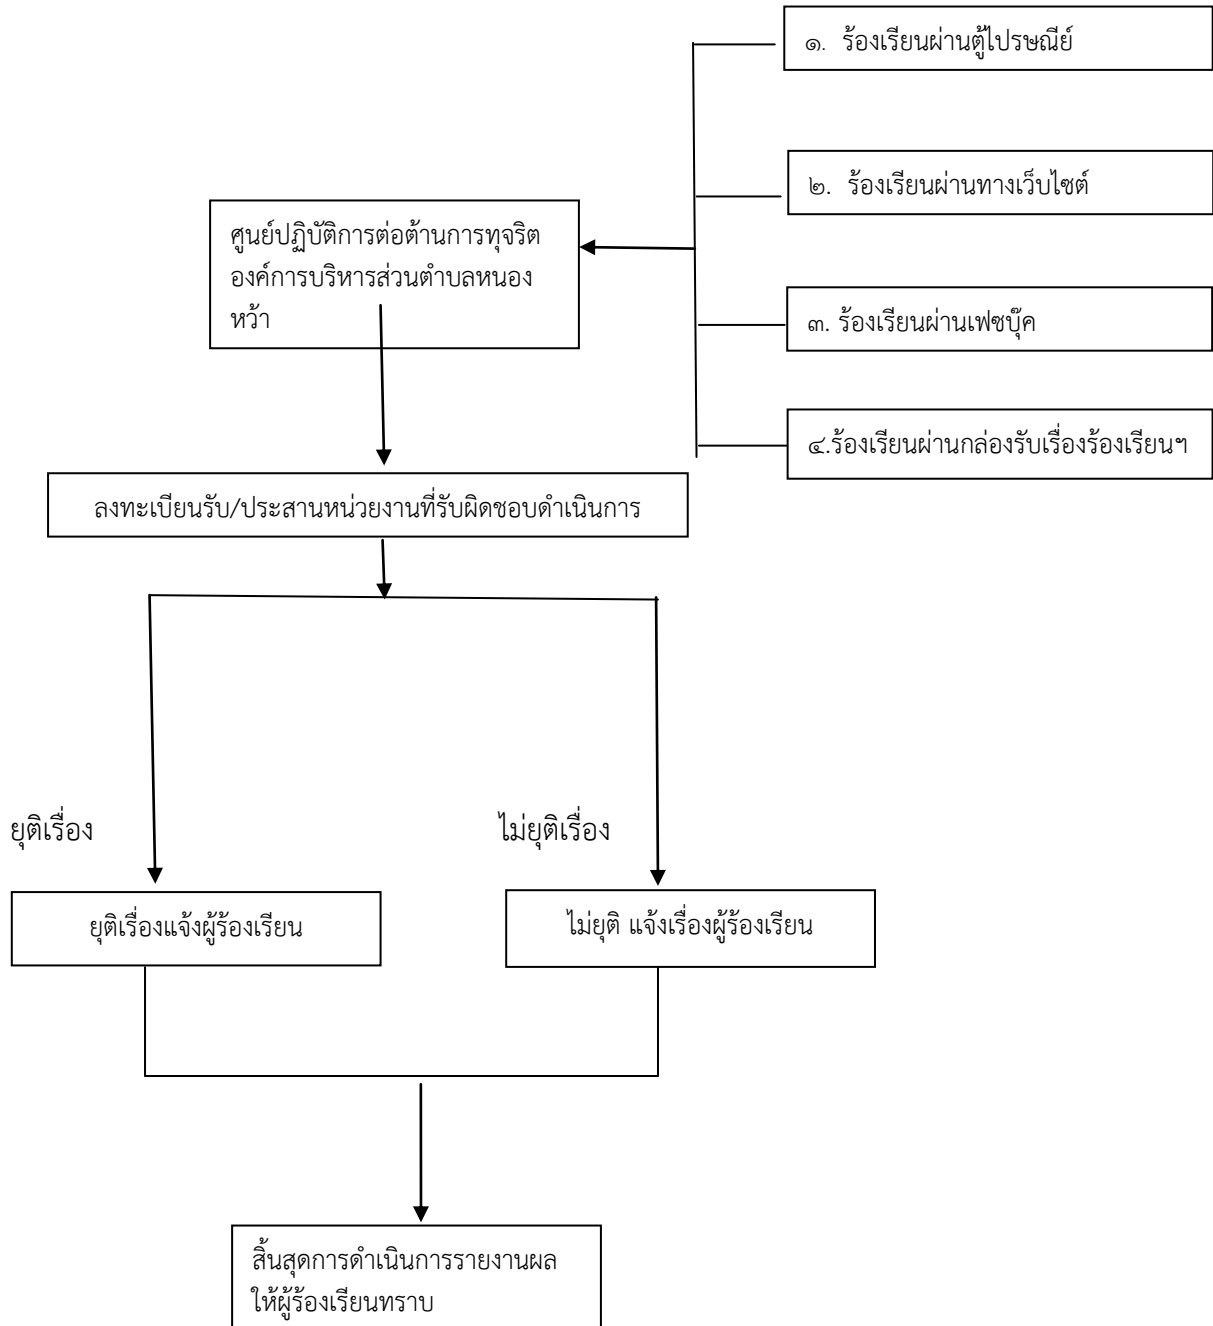 ๑. ร้องเรียนผ่านตู้ไปรษณีย์
๒. ร้องเรียนผ่านทางเว็บไซต์
ศูนย์ปฏิบัติการต่อต้านการทุจริต
องค์การบริหารส่วนตำบลหนอง
หว้า
๓. ร้องเรียนผ่านเฟซบุ๊ค
๔.ร้องเรียนผ่านกล่องรับเรื่องร้องเรียนฯ
ลงทะเบียนรับ/ประสานหน่วยงานที่รับผิดชอบดำเนินการ
ยุติเรื่อง
ไม่ยุติเรื่อง
ยุติเรื่องแจ้งผู้ร้องเรียน
ไม่ยุติ แจ้งเรื่องผู้ร้องเรียน
สิ้นสุดการดำเนินการรายงานผล
ให้ผู้ร้องเรียนทราบ